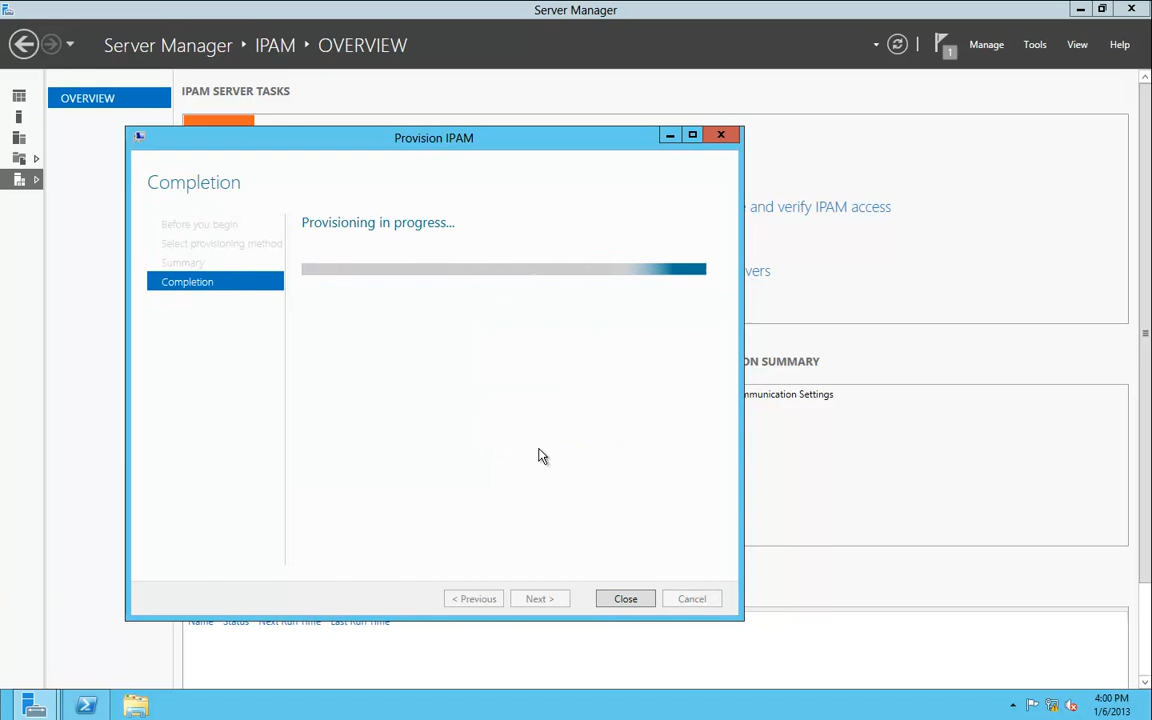 Server Manager
Server Manager ‣ IPAM ‣ OVERVIEW
1
Manage
Tools
View
Help
OVERVIEW
IPAM SERVER TASKS
Provision IPAM
Completion
Before you begin
Select provisioning method
Summary
Completion
Provisioning in progress...
and verify IPAM access
vers
ON SUMMARY
mmunication Settings
< Previous
Next >
Close
Cancel
Name Status Next Run Time Last Run Time
4:00 PM
1/6/2013